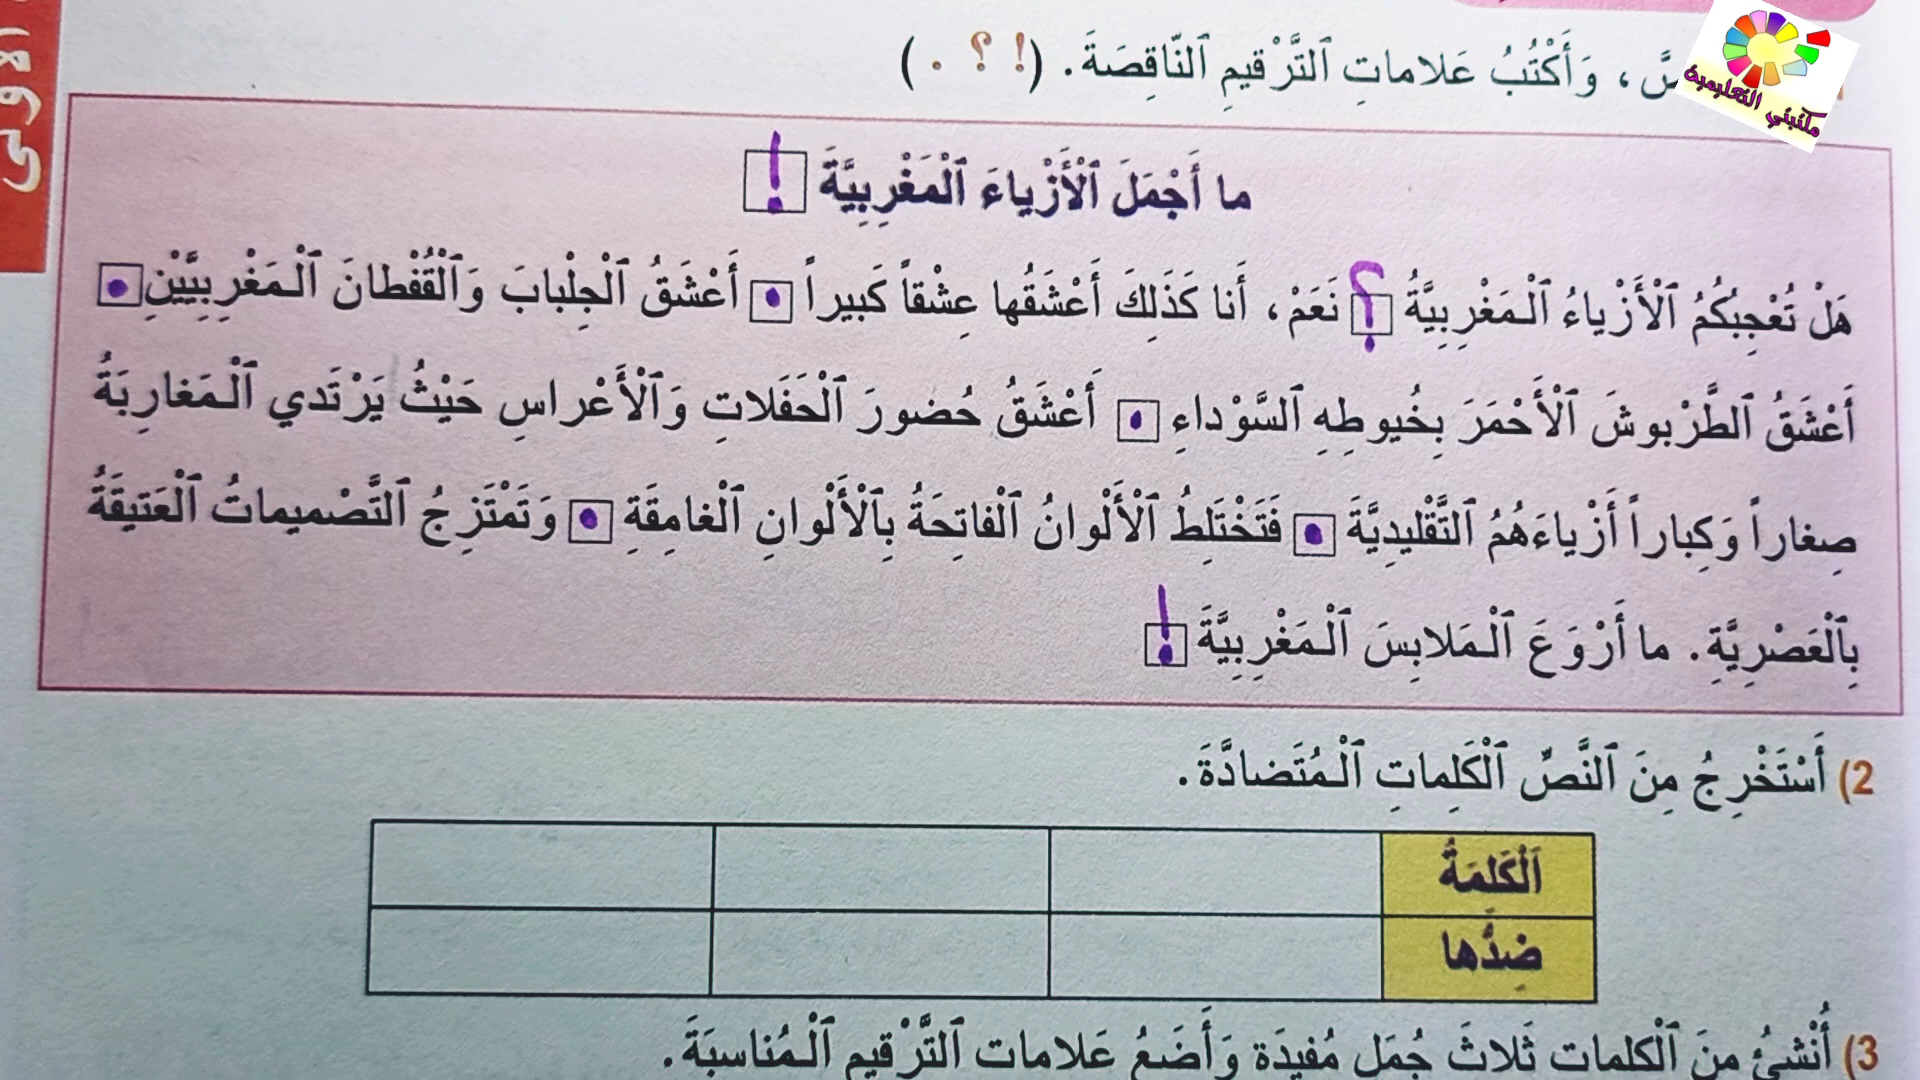 ، وَأَكْتُبُ عَلاماتِ ٱلتَّرْقيمِ ٱلنّاقِصَةَ. (! ؟ .)
مكتبتي التعليمية
ما أَجْمَلَ ٱلْأَزْياءَ ٱلْمَغْرِبِيَّةَ !
هَلْ تُعْجِبُكُمُ ٱلْأَزْياءُ ٱلْمَغْرِبِيَّةُ ؟ نَعَمْ، أَنا كَذَلِكَ أَعْشَقُها عِشْقاً كَبيراً . أَعْشَقُ ٱلْجِلْبابَ وَٱلْقُفْطانَ ٱلْمَغْرِبِيَّيْنِ .
أَعْشَقُ ٱلطَّرْبوشَ ٱلْأَحْمَرَ بِخُيوطِهِ ٱلسَّوْداءِ . أَعْشَقُ حُضورَ ٱلْحَفَلاتِ وَٱلْأَعْراسِ حَيْثُ يَرْتَدي ٱلْمَغارِبَةُ
صِغاراً وَكِباراً أَزْياءَهُمُ ٱلتَّقْليدِيَّةَ . فَتَخْتَلِطُ ٱلْأَلْوانُ ٱلْفاتِحَةُ بِٱلْأَلْوانِ ٱلْغامِقَةِ . وَتَمْتَزِجُ ٱلتَّصْميماتُ ٱلْعَتيقَةُ
بِٱلْعَصْرِيَّةِ. ما أَرْوَعَ ٱلْمَلابِسَ ٱلْمَغْرِبِيَّةَ !
2) أَسْتَخْرِجُ مِنَ ٱلنَّصِّ ٱلْكَلِماتِ ٱلْمُتَضادَّةَ.
اَلْكَلِمَةُ
ضِدُّها
3) أُنْشِئُ مِنَ ٱلْكَلِماتِ ثَلاثَ جُمَلٍ مُفيدَةٍ وَأَضَعُ عَلاماتِ ٱلتَّرْقيمِ ٱلْمُناسِبَةَ.
الأولى